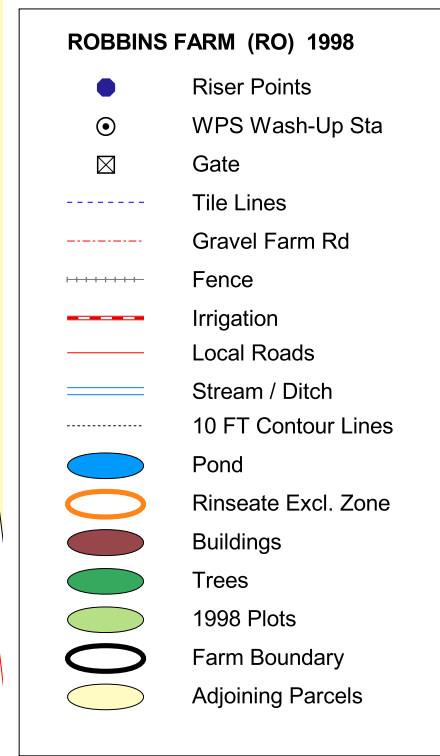 ROBBINS FARM (RO) 1998
Riser Points
WPS Wash-Up Sta
Gate
Tile Lines
Gravel Farm Rd
Fence
Irrigation
Local Roads
Stream / Ditch
10 FT Contour Lines
Pond
Rinseate Excl. Zone
Buildings
Trees
1998 Plots
Farm Boundary
Adjoining Parcels